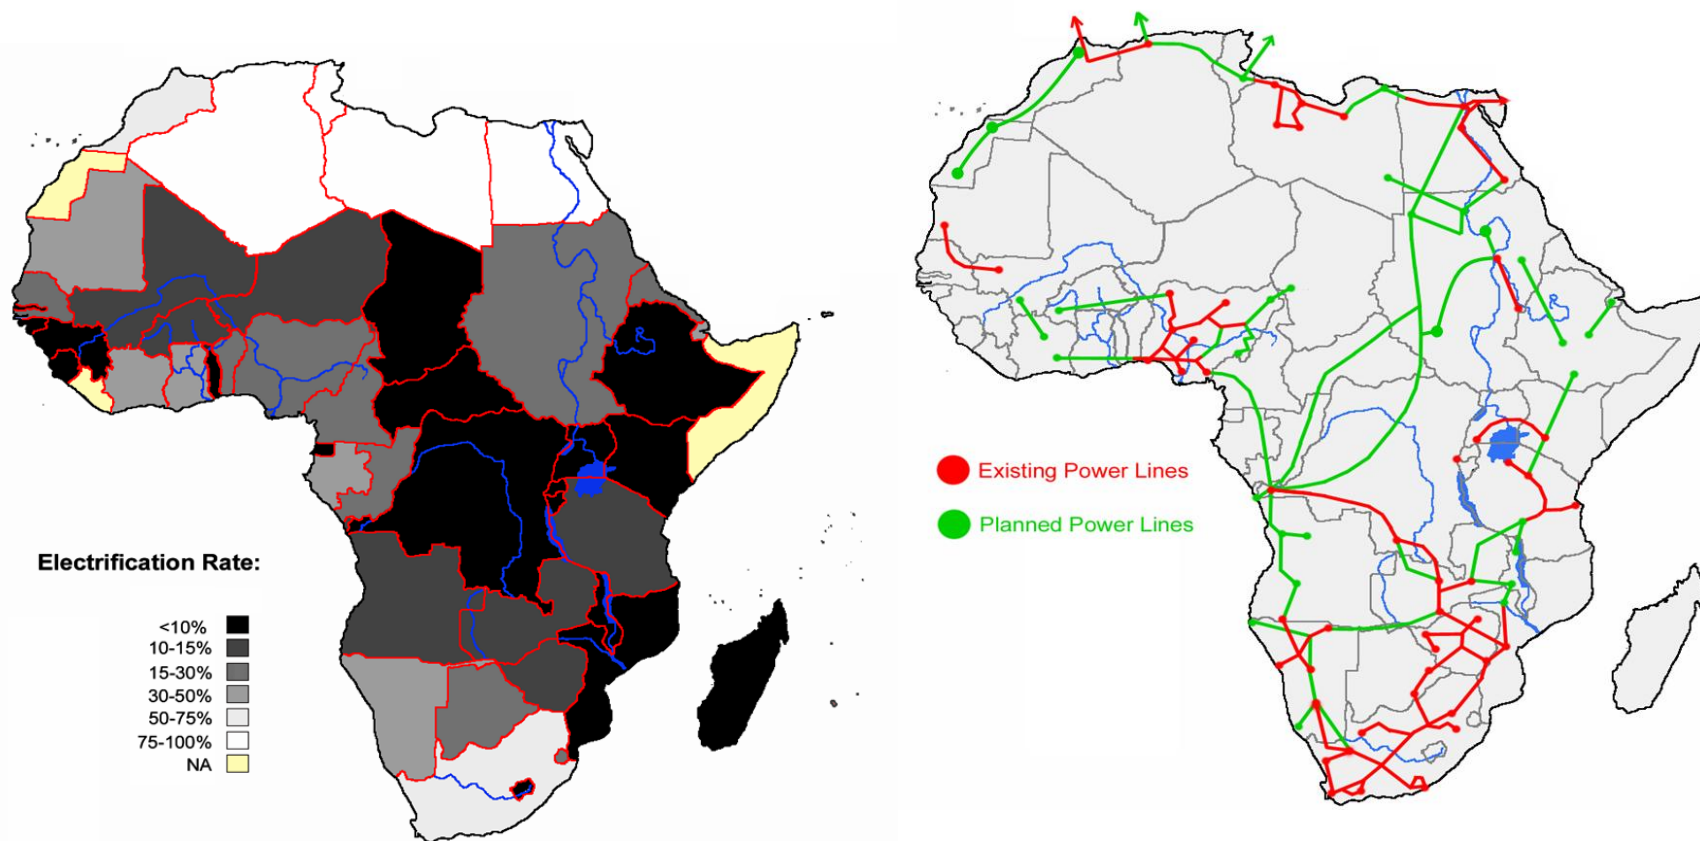 Electrification Rate:
<10%
10-15%
15-30%
30-50%
50-75%
75-100%
NA
Existing Power Lines
Planned Power Lines